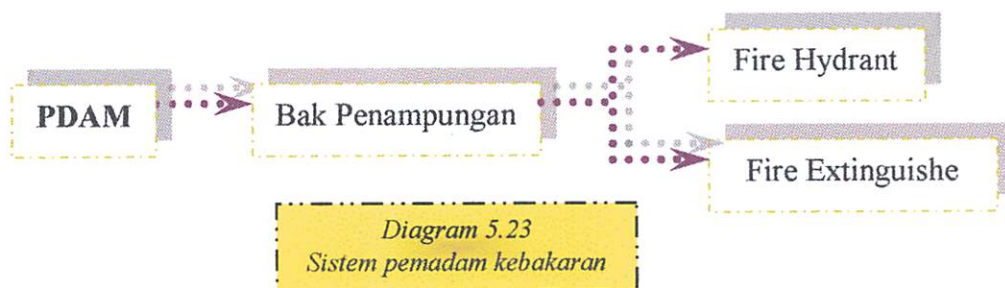 PDAM
Bak Penampungan
Fire Hydrant
Fire Extinguishe
Diagram 5.23
Sistem pemadam kebakaran